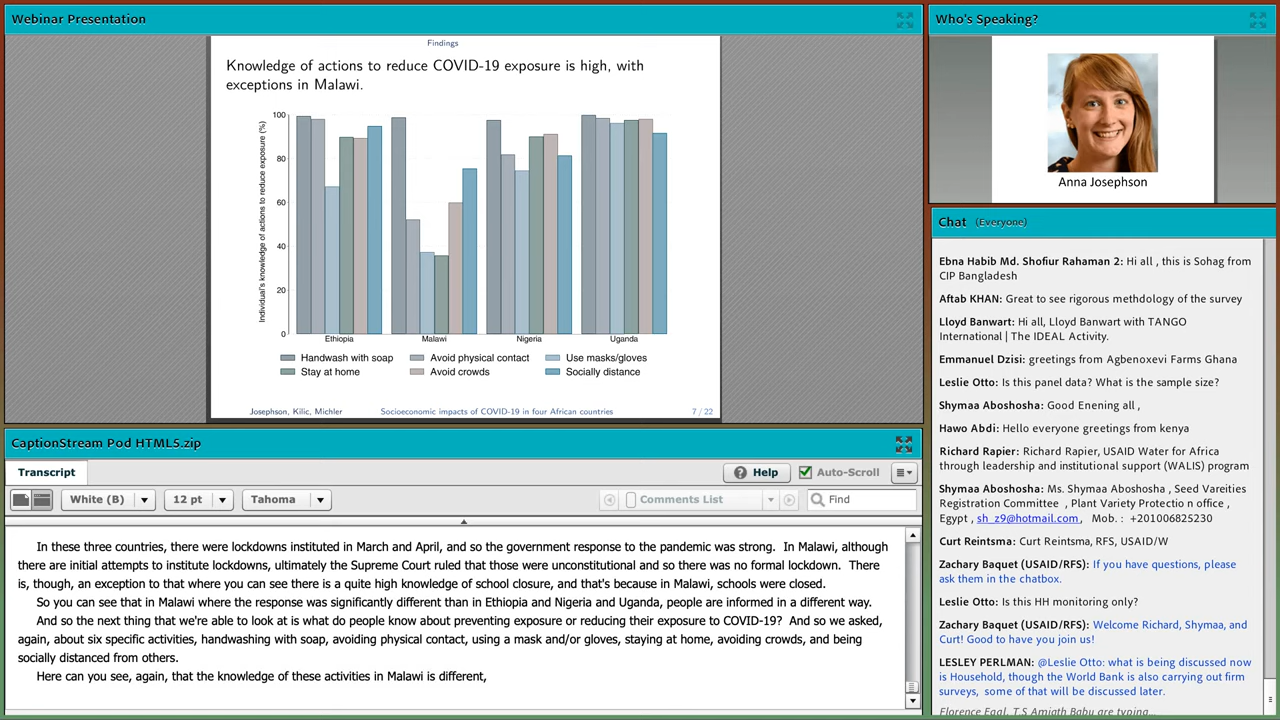 Webinar Presentation
Findings
Knowledge of actions to reduce COVID-19 exposure is high, with
exceptions in Malawi.
Individual's knowledge of actions to reduce exposure (%)
100
80
60
40
20
0
Ethiopia
Malawi
Nigeria
Uganda
Handwash with soap
Avoid physical contact
Use masks/gloves
Stay at home
Avoid crowds
Socially distance
Josephson, Kilic, Michler
Socioeconomic impacts of COVID-19 in four African countries
7 / 22
Who's Speaking?
Anna Josephson
Chat (Everyone)
Ebna Habib Md. Shofiur Rahaman 2: Hi all , this is Sohag from
CIP Bangladesh
Aftab KHAN: Great to see rigorous methdology of the survey
Lloyd Banwart: Hi all, Lloyd Banwart with TANGO
International | The IDEAL Activity.
Emmanuel Dzisi: greetings from Agbenoxevi Farms Ghana
Leslie Otto: Is this panel data? What is the sample size?
Shymaa Aboshosha: Good Enening all ,
Hawo Abdi: Hello everyone greetings from kenya
Richard Rapier: Richard Rapier, USAID Water for Africa
through leadership and institutional support (WALIS) program
Shymaa Aboshosha: Ms. Shymaa Aboshosha , Seed Vareities
Registration Committee , Plant Variety Protectio n office ,
Egypt , sh_z9@hotmail.com , Mob. : +201006825230
Curt Reintsma: Curt Reintsma, RFS, USAID/W
Zachary Baquet (USAID/RFS): If you have questions, please
ask them in the chatbox.
Leslie Otto: Is this HH monitoring only?
Zachary Baquet (USAID/RFS): Welcome Richard, Shymaa, and
Curt! Good to have you join us!
LESLEY PERLMAN: @Leslie Otto: what is being discussed now
is Household, though the World Bank is also carrying out firm
surveys, some of that will be discussed later.
Florence Egal, T.S Amjath Babu are typing...
CaptionStream Pod HTML5.zip
Transcript
Help
Auto-Scroll
White (B)
12 pt
Tahoma
Comments List
Find
In these three countries, there were lockdowns instituted in March and April, and so the government response to the pandemic was strong. In Malawi, although
there are initial attempts to institute lockdowns, ultimately the Supreme Court ruled that those were unconstitutional and so there was no formal lockdown. There
is, though, an exception to that where you can see there is a quite high knowledge of school closure, and that's because in Malawi, schools were closed.
So you can see that in Malawi where the response was significantly different than in Ethiopia and Nigeria and Uganda, people are informed in a different way.
And so the next thing that we're able to look at is what do people know about preventing exposure or reducing their exposure to COVID-19? And so we asked,
again, about six specific activities, handwashing with soap, avoiding physical contact, using a mask and/or gloves, staying at home, avoiding crowds, and being
socially distanced from others.
Here can you see, again, that the knowledge of these activities in Malawi is different,